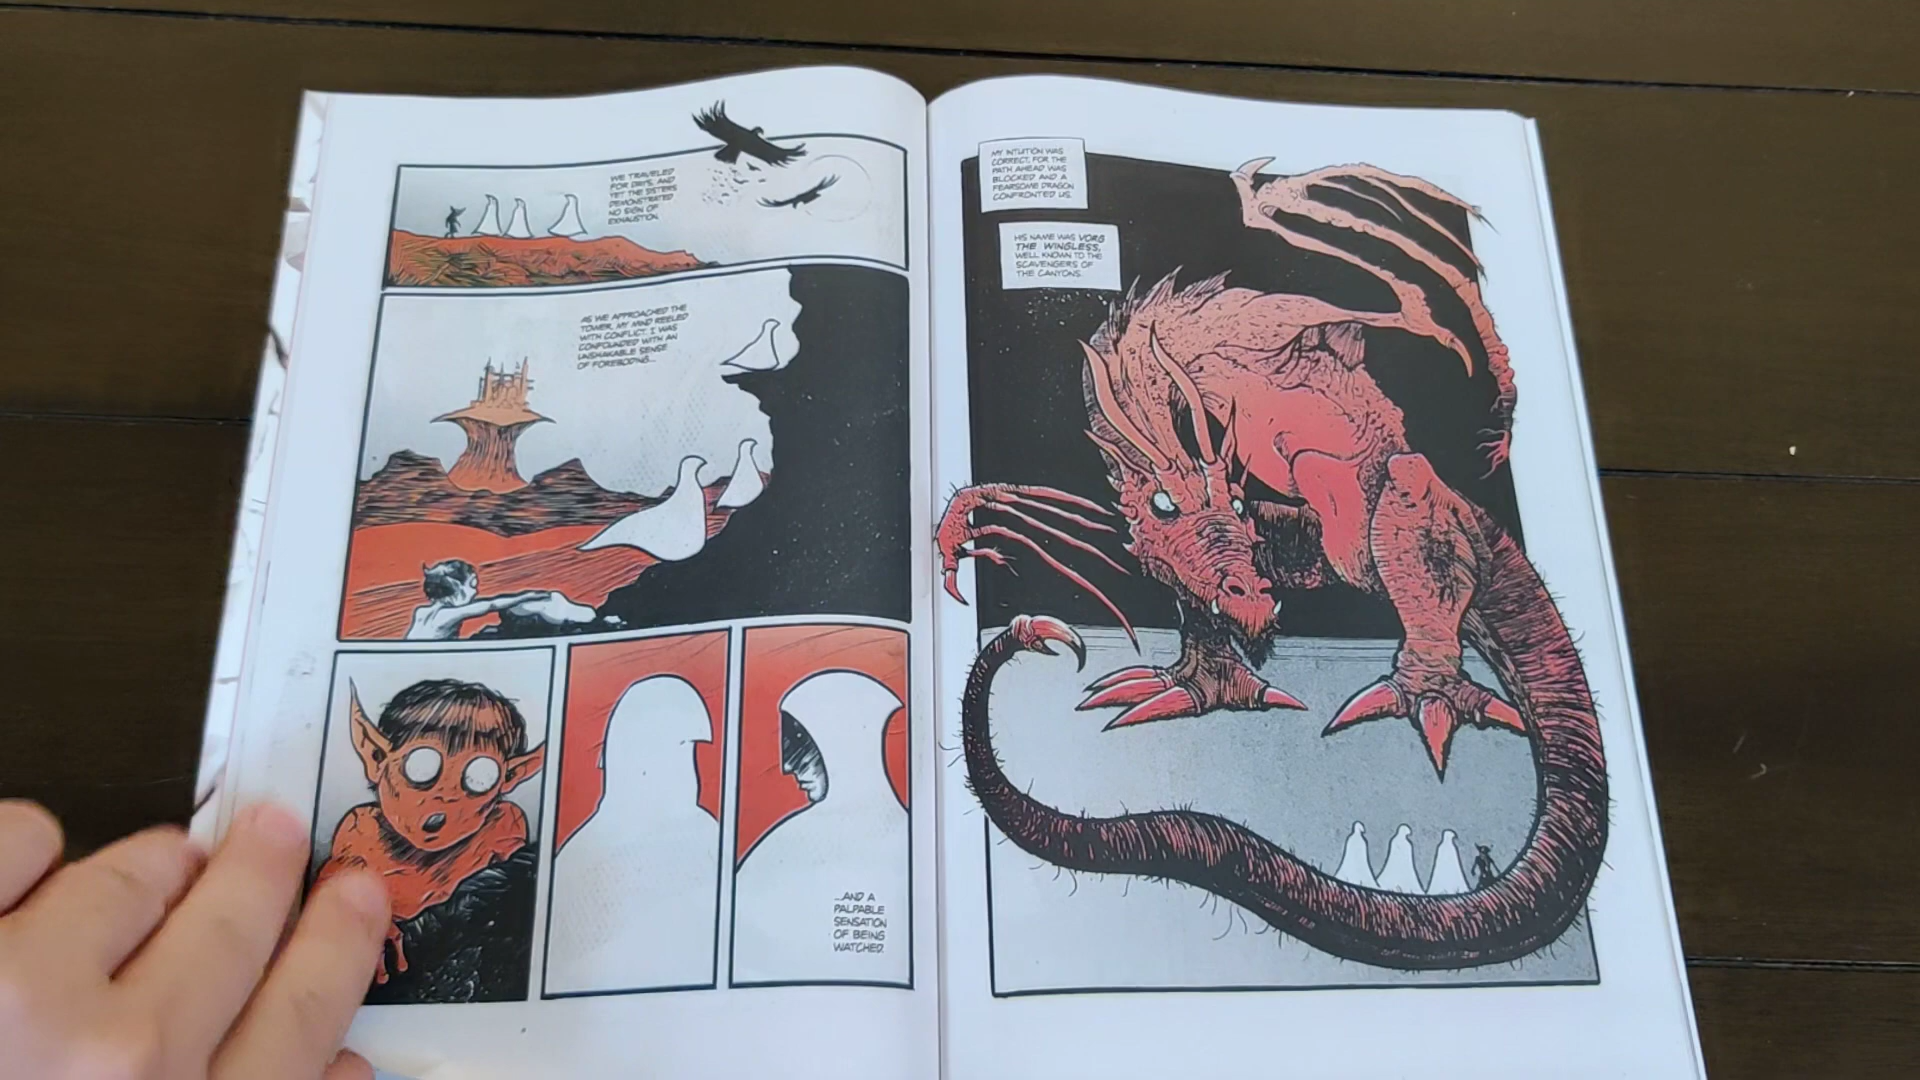 WE TRAVELED
FOR DAYS, AND
YET THE SISTERS
DEMONSTRATED
NO SIGN OF
EXHAUSTION.
AS WE APPROACHED THE
TOWER, MY MIND REELED
WITH CONFLICT. I WAS
CONFOUNDED WITH AN
UNSHAKABLE SENSE
OF FOREBODING...
...AND A
PALPABLE
SENSATION
OF BEING
WATCHED.
MY INTUITION WAS
CORRECT, FOR THE
PATH AHEAD WAS
BLOCKED AND A
FEARSOME DRAGON
CONFRONTED US.
HIS NAME WAS VORG
THE WINGLESS,
WELL KNOWN TO THE
SCAVENGERS OF
THE CANYONS.